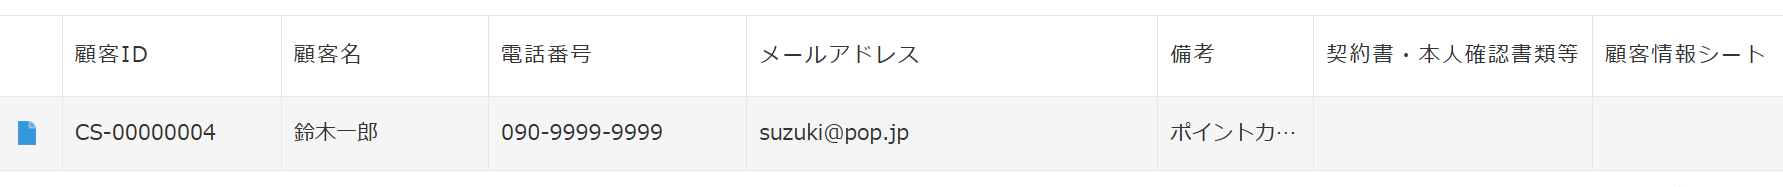 顧客ID 顧客名 電話番号 メールアドレス 備考 契約書・本人確認書類等 顧客情報シート
CS-00000004 鈴木一郎 090-9999-9999 suzuki@pop.jp ポイントカ…